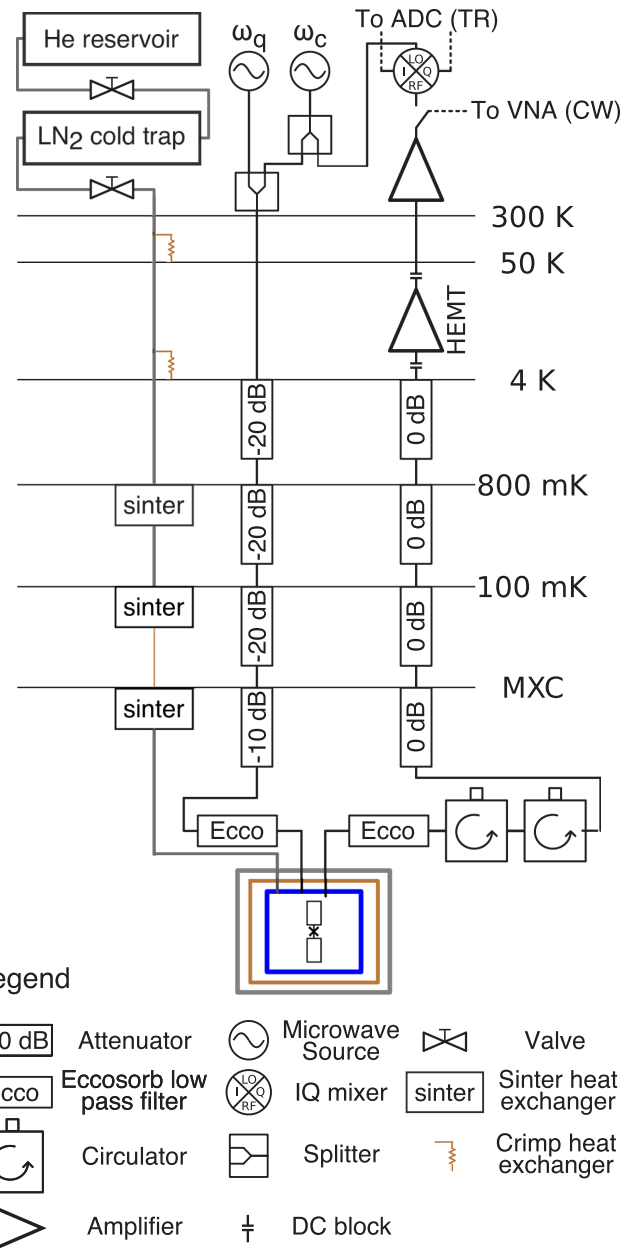 He reservoir
LN2 cold trap
ωq
ωc
To ADC (TR)
LO
I
Q
RF
To VNA (CW)
300 K
50 K
HEMT
4 K
-20 dB
0 dB
800 mK
sinter
-20 dB
0 dB
100 mK
sinter
-20 dB
0 dB
MXC
sinter
-10 dB
0 dB
Ecco
Ecco
egend
0 dB
Attenuator
Microwave
Source
Valve
cco
Eccosorb low
pass filter
LO
I
Q
RF
IQ mixer
sinter
Sinter heat
exchanger
Circulator
Splitter
Crimp heat
exchanger
Amplifier
DC block